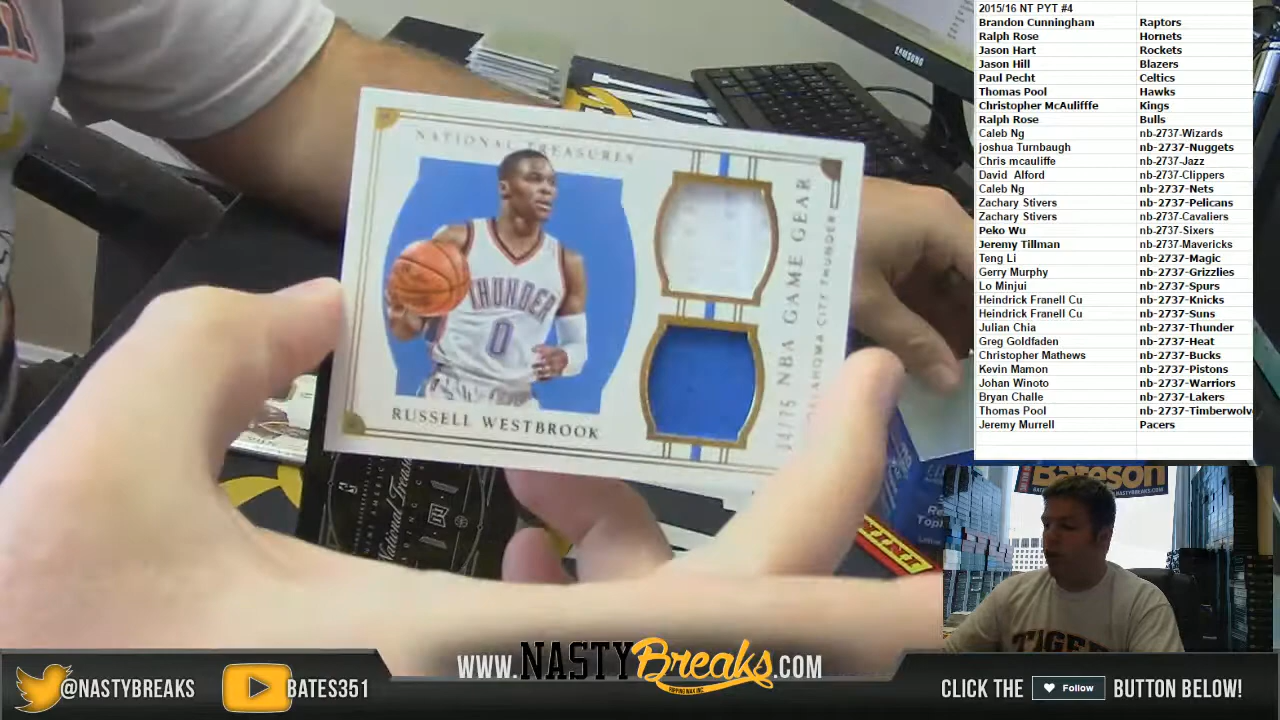 2015/16 NT PYT #4
Brandon Cunningham Raptors
Ralph Rose Hornets
Jason Hart Rockets
Jason Hill Blazers
Paul Pecht Celtics
Thomas Pool Hawks
Christopher McAulifffe Kings
Ralph Rose Bulls
Caleb Ng nb-2737-Wizards
joshua Turnbaugh nb-2737-Nuggets
Chris mcauliffe nb-2737-Jazz
David Alford nb-2737-Clippers
Caleb Ng nb-2737-Nets
Zachary Stivers nb-2737-Pelicans
Zachary Stivers nb-2737-Cavaliers
Peko Wu nb-2737-Sixers
Jeremy Tillman nb-2737-Mavericks
Teng Li nb-2737-Magic
Gerry Murphy nb-2737-Grizzlies
Lo Minjui nb-2737-Spurs
Heindrick Franell Cu nb-2737-Knicks
Heindrick Franell Cu nb-2737-Suns
Julian Chia nb-2737-Thunder
Greg Goldfaden nb-2737-Heat
Christopher Mathews nb-2737-Bucks
Kevin Mamon nb-2737-Pistons
Johan Winoto nb-2737-Warriors
Bryan Challe nb-2737-Lakers
Thomas Pool nb-2737-Timberwolv
Jeremy Murrell Pacers
SAMSUNG
NATIONAL TREASURES
THUNDER
0
RUSSELL WESTBROOK
NBA GAME GEAR
OKLAHOMA CITY THUNDER
National Treasures
Bateson
TIGER
@NASTYBREAKS
BATES351
WWW.NASTYBreaks.COM
CLICK THE Follow BUTTON BELOW!